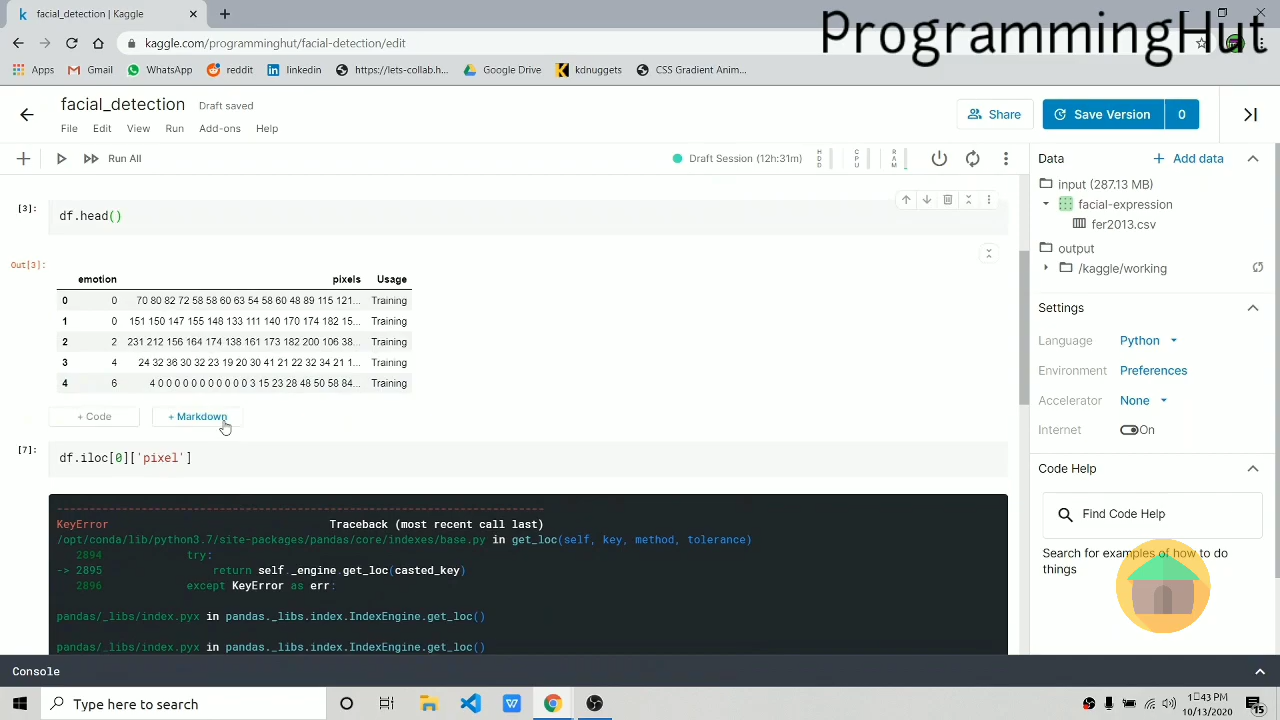 facial_detection | Kaggle
ProgrammingHut
kaggle.com/programminghut/facial-detection/edit
Apps Gmail WhatsApp reddit linkedin https://lets-collab.h... Google Drive kdnuggets CSS Gradient Anim...
facial_detection Draft saved
Share Save Version 0
File Edit View Run Add-ons Help
Run All Draft Session (12h:31m) HDD CPU RAM
Data + Add data
input (287.13 MB)
facial-expression
fer2013.csv
output
/kaggle/working
Settings
Language Python
Environment Preferences
Accelerator None
Internet On
Code Help
Find Code Help
Search for examples of how to do
things
[3]: df.head()
Out[3]:
emotion pixels Usage
0 0 70 80 82 72 58 58 60 63 54 58 60 48 89 115 121... Training
1 0 151 150 147 155 148 133 111 140 170 174 182 15... Training
2 2 231 212 156 164 174 138 161 173 182 200 106 38... Training
3 4 24 32 36 30 32 23 19 20 30 41 21 22 32 34 21 1... Training
4 6 4 0 0 0 0 0 0 0 0 0 0 0 3 15 23 28 48 50 58 84... Training
+ Code + Markdown
[7]: df.iloc[0]['pixel']
---------------------------------------------------------------------------
KeyError Traceback (most recent call last)
/opt/conda/lib/python3.7/site-packages/pandas/core/indexes/base.py in get_loc(self, key, method, tolerance)
2894 try:
-> 2895 return self._engine.get_loc(casted_key)
2896 except KeyError as err:
pandas/_libs/index.pyx in pandas._libs.index.IndexEngine.get_loc()
pandas/_libs/index.pyx in pandas._libs.index.IndexEngine.get_loc()
Console
Type here to search
43 PM
10/13/2020
15